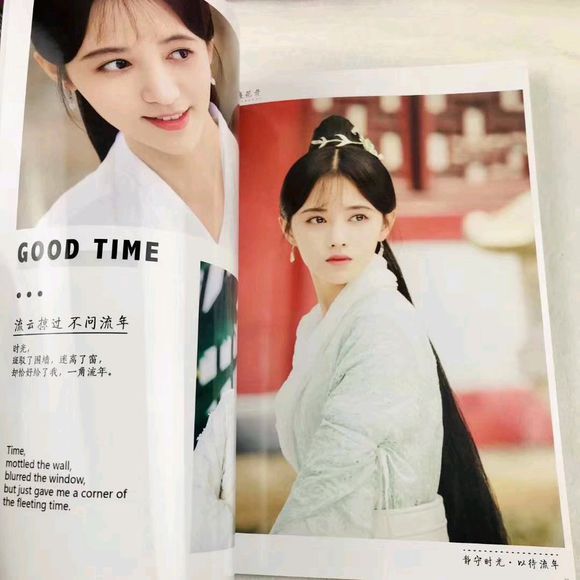 GOOD TIME
流云掠过 不问流年
时光，
斑驳了围墙，迷离了窗，
却恰好给了我，一角流年。
Time,
mottled the wall,
blurred the window,
but just gave me a corner of
the fleeting time.
花开
静守时光·以待流年